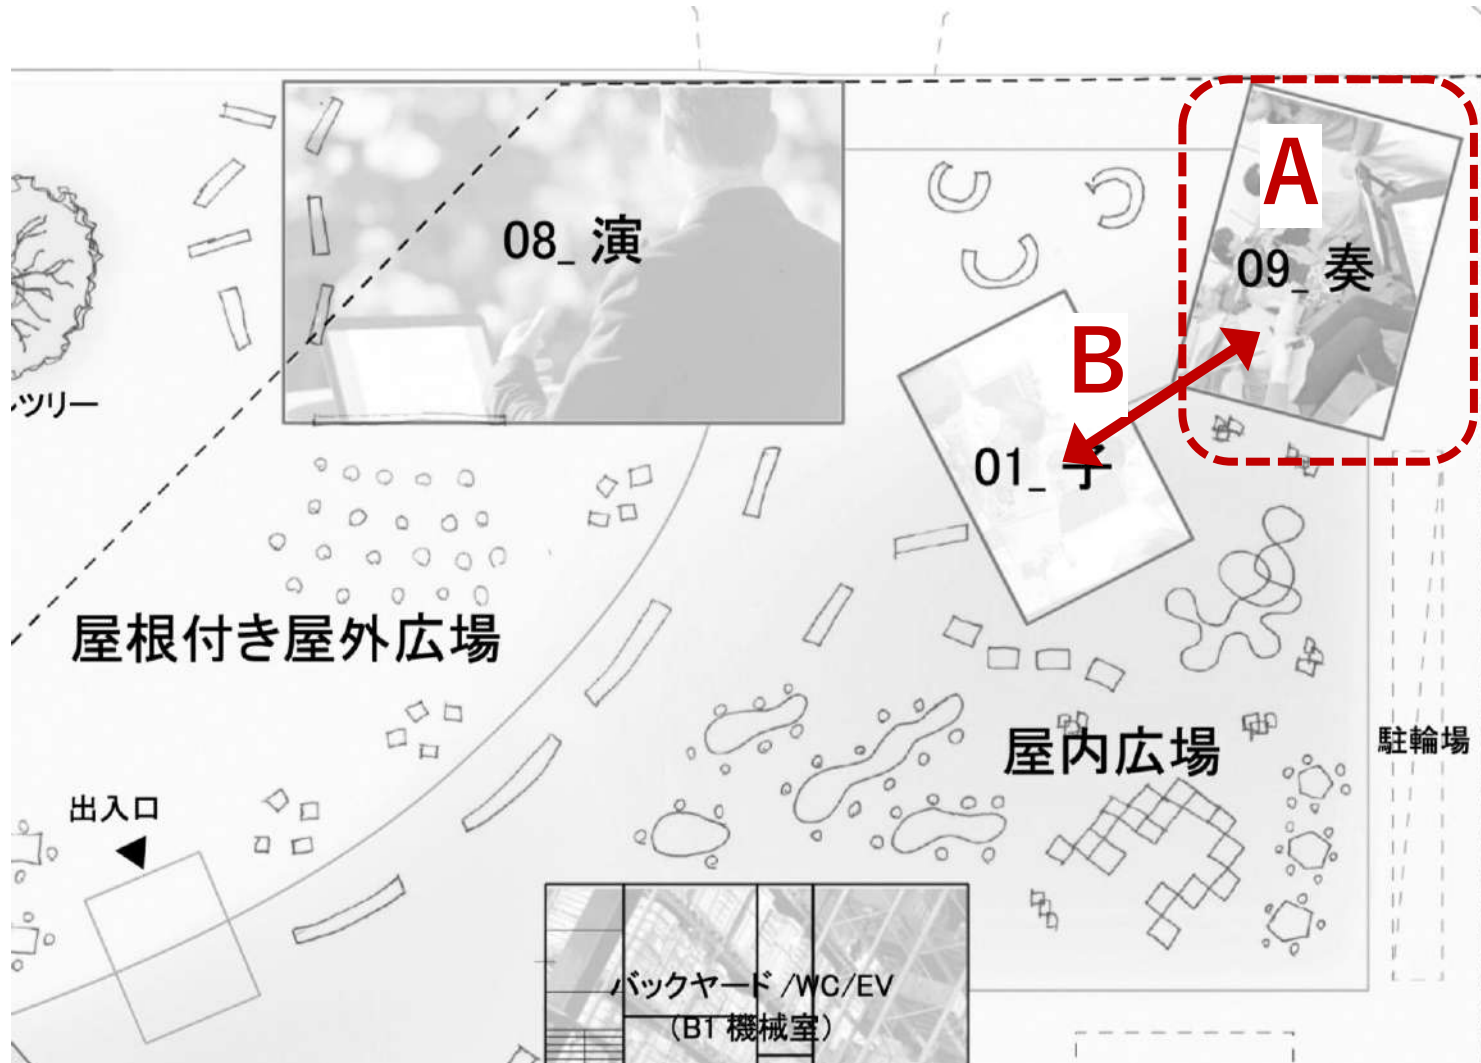 A
08_ 演
09_ 奏
B
ツリー
01_ 子
屋根付き屋外広場
屋内広場
駐輪場
出入口
バックヤード /WC/EV
(B1 機械室)